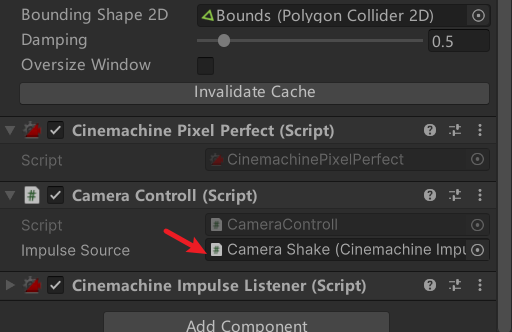 Bounding Shape 2D Bounds (Polygon Collider 2D)
Damping 0.5
Oversize Window
Invalidate Cache
Cinemachine Pixel Perfect (Script)
Script CinemachinePixelPerfect
# Camera Controll (Script)
Script # CameraControll
Impulse Source # Camera Shake (Cinemachine Impu
Cinemachine Impulse Listener (Script)
Add Component